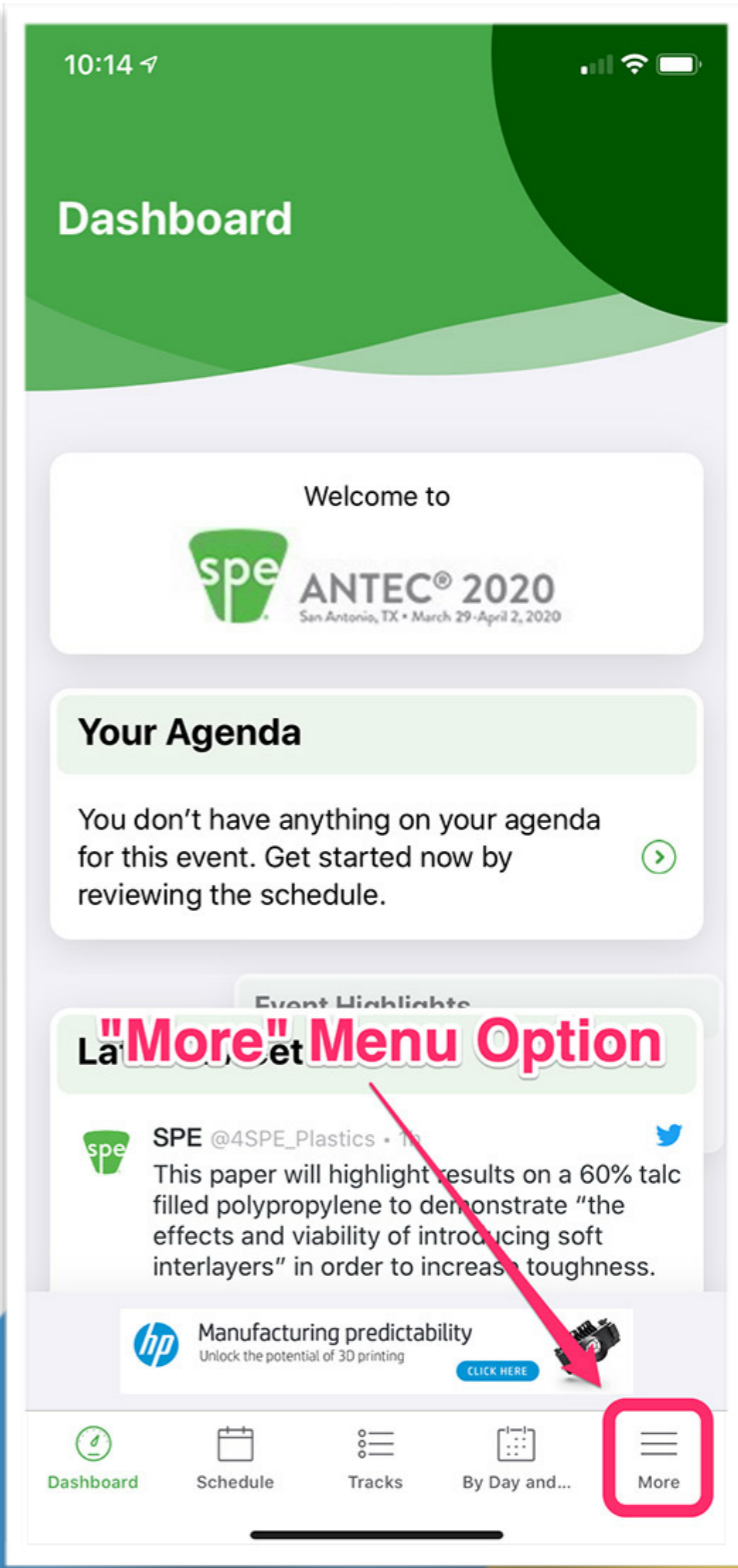 10:14
Dashboard
Welcome to
spe
ANTEC® 2020
San Antonio, TX • March 29-April 2, 2020
Your Agenda
You don't have anything on your agenda
for this event. Get started now by
reviewing the schedule.
Event Highlights
"More" Menu Option
spe
SPE @4SPE_Plastics • 1h
This paper will highlight results on a 60% talc
filled polypropylene to demonstrate “the
effects and viability of introducing soft
interlayers” in order to increase toughness.
hp
Manufacturing predictability
Unlock the potential of 3D printing
CLICK HERE
Dashboard
Schedule
Tracks
By Day and...
More